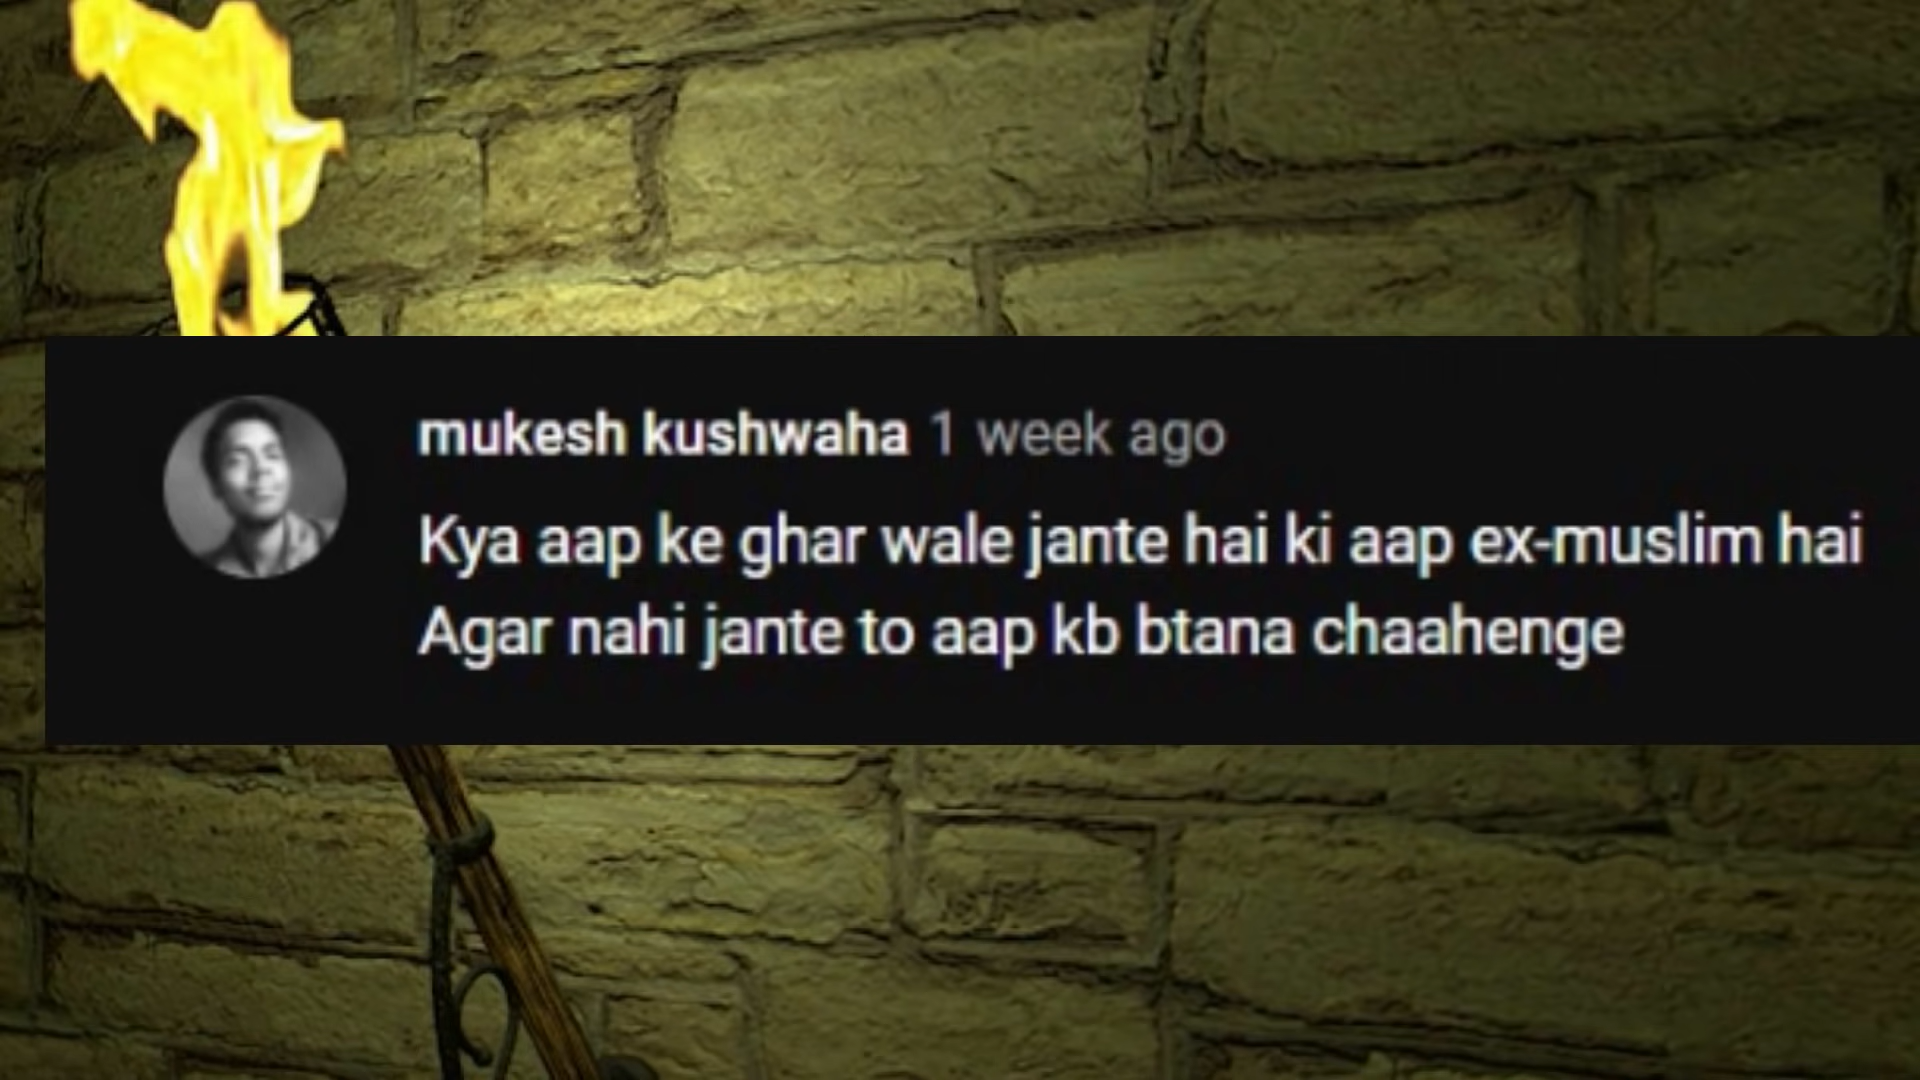 mukesh kushwaha 1 week ago
Kya aap ke ghar wale jante hai ki aap ex-muslim hai
Agar nahi jante to aap kb btana chaahenge